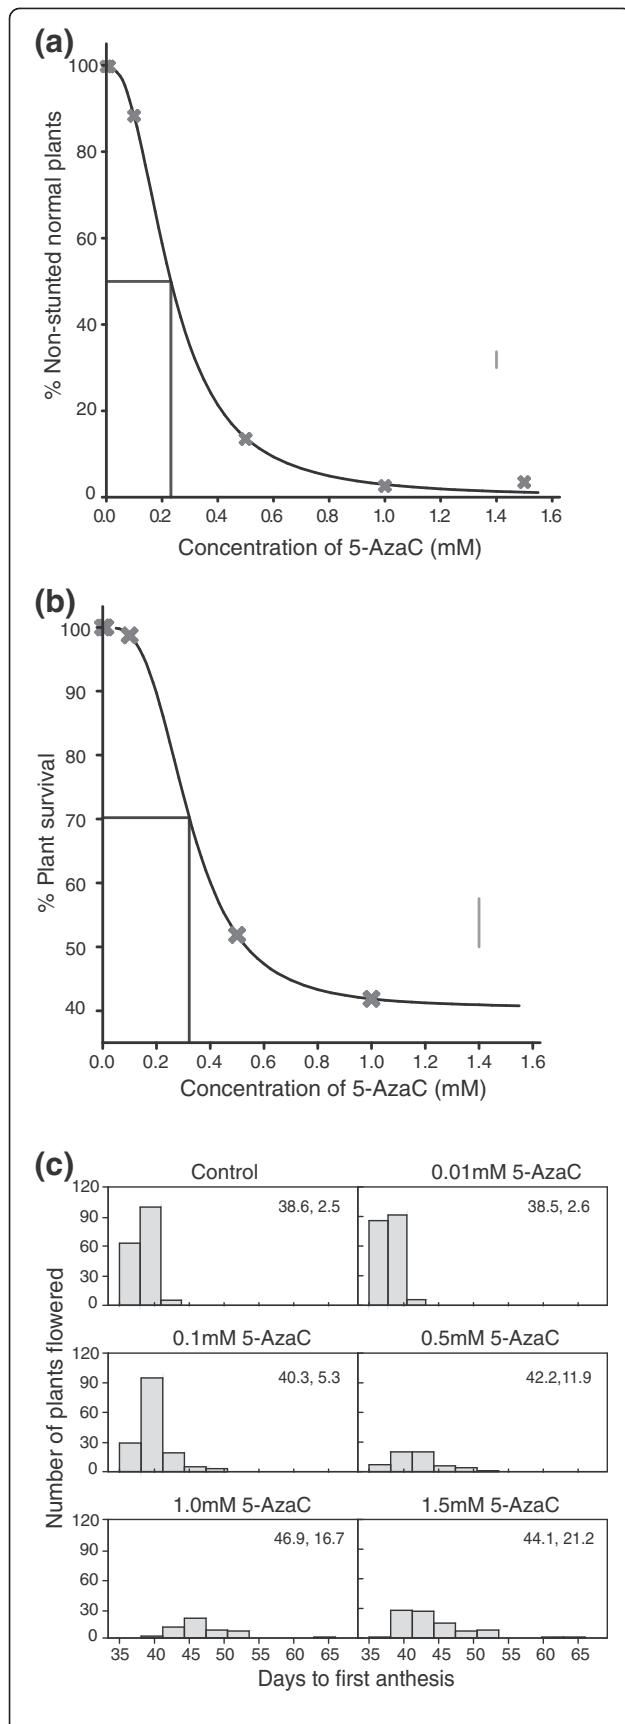 (a)
% Non-stunted normal plants
100
80
60
40
20
0
0.0 0.2 0.4 0.6 0.8 1.0 1.2 1.4 1.6
Concentration of 5-AzaC (mM)
(b)
% Plant survival
100
90
80
70
60
50
40
0.0 0.2 0.4 0.6 0.8 1.0 1.2 1.4 1.6
Concentration of 5-AzaC (mM)
(c)
Number of plants flowered
Control 0.01mM 5-AzaC
120
90
60
30
0
38.6, 2.5 38.5, 2.6
0.1mM 5-AzaC 0.5mM 5-AzaC
120
90
60
30
0
40.3, 5.3 42.2,11.9
1.0mM 5-AzaC 1.5mM 5-AzaC
120
90
60
30
0
46.9, 16.7 44.1, 21.2
35 40 45 50 55 60 65 35 40 45 50 55 60 65
Days to first anthesis